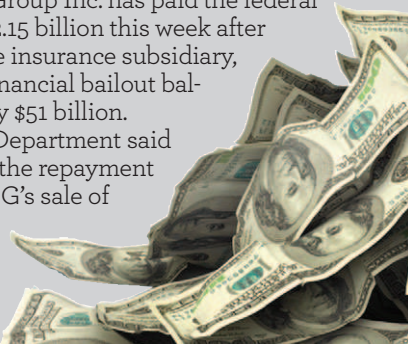 Group Inc. has paid the federal
2.15 billion this week after
e insurance subsidiary,
nancial bailout bal-
y $51 billion.
Department said
the repayment
G's sale of